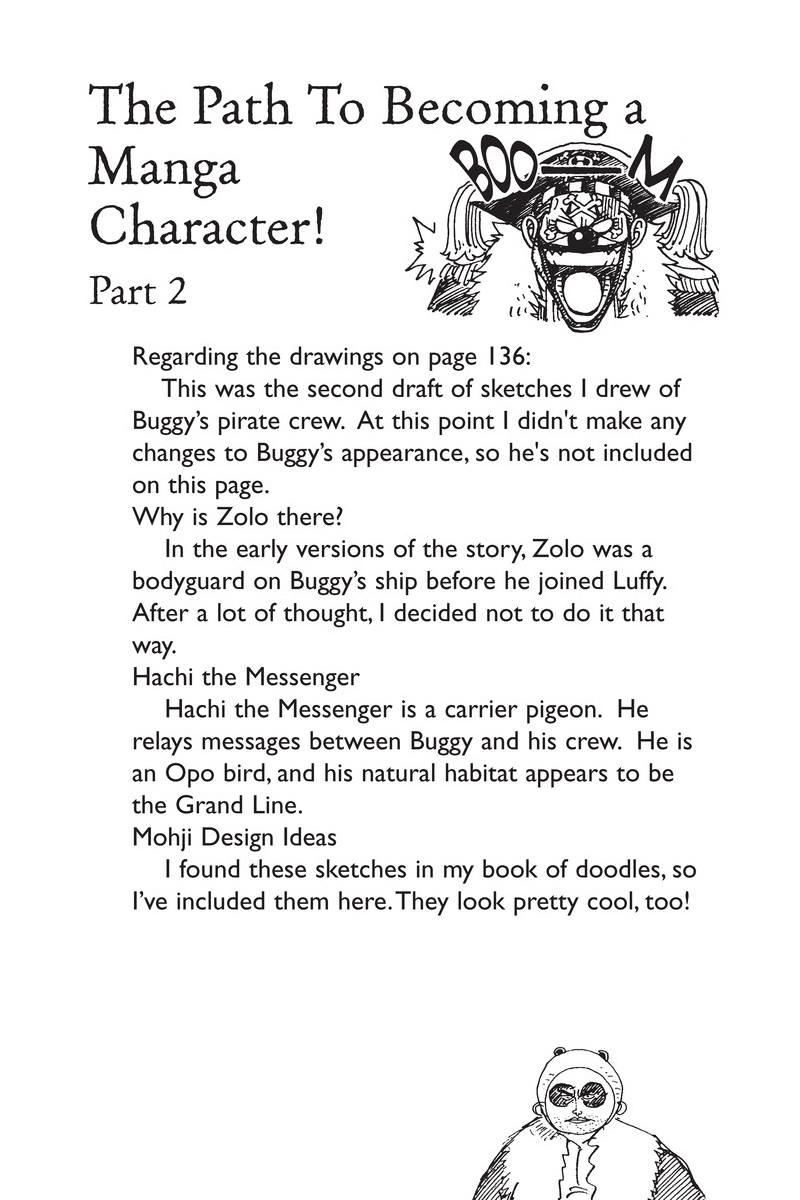 The Path To Becoming a
Manga
Character!
BOO—M
Part 2
Regarding the drawings on page 136:
This was the second draft of sketches I drew of
Buggy’s pirate crew. At this point I didn't make any
changes to Buggy’s appearance, so he's not included
on this page.
Why is Zolo there?
In the early versions of the story, Zolo was a
bodyguard on Buggy’s ship before he joined Luffy.
After a lot of thought, I decided not to do it that
way.
Hachi the Messenger
Hachi the Messenger is a carrier pigeon. He
relays messages between Buggy and his crew. He is
an Opo bird, and his natural habitat appears to be
the Grand Line.
Mohji Design Ideas
I found these sketches in my book of doodles, so
I’ve included them here. They look pretty cool, too!